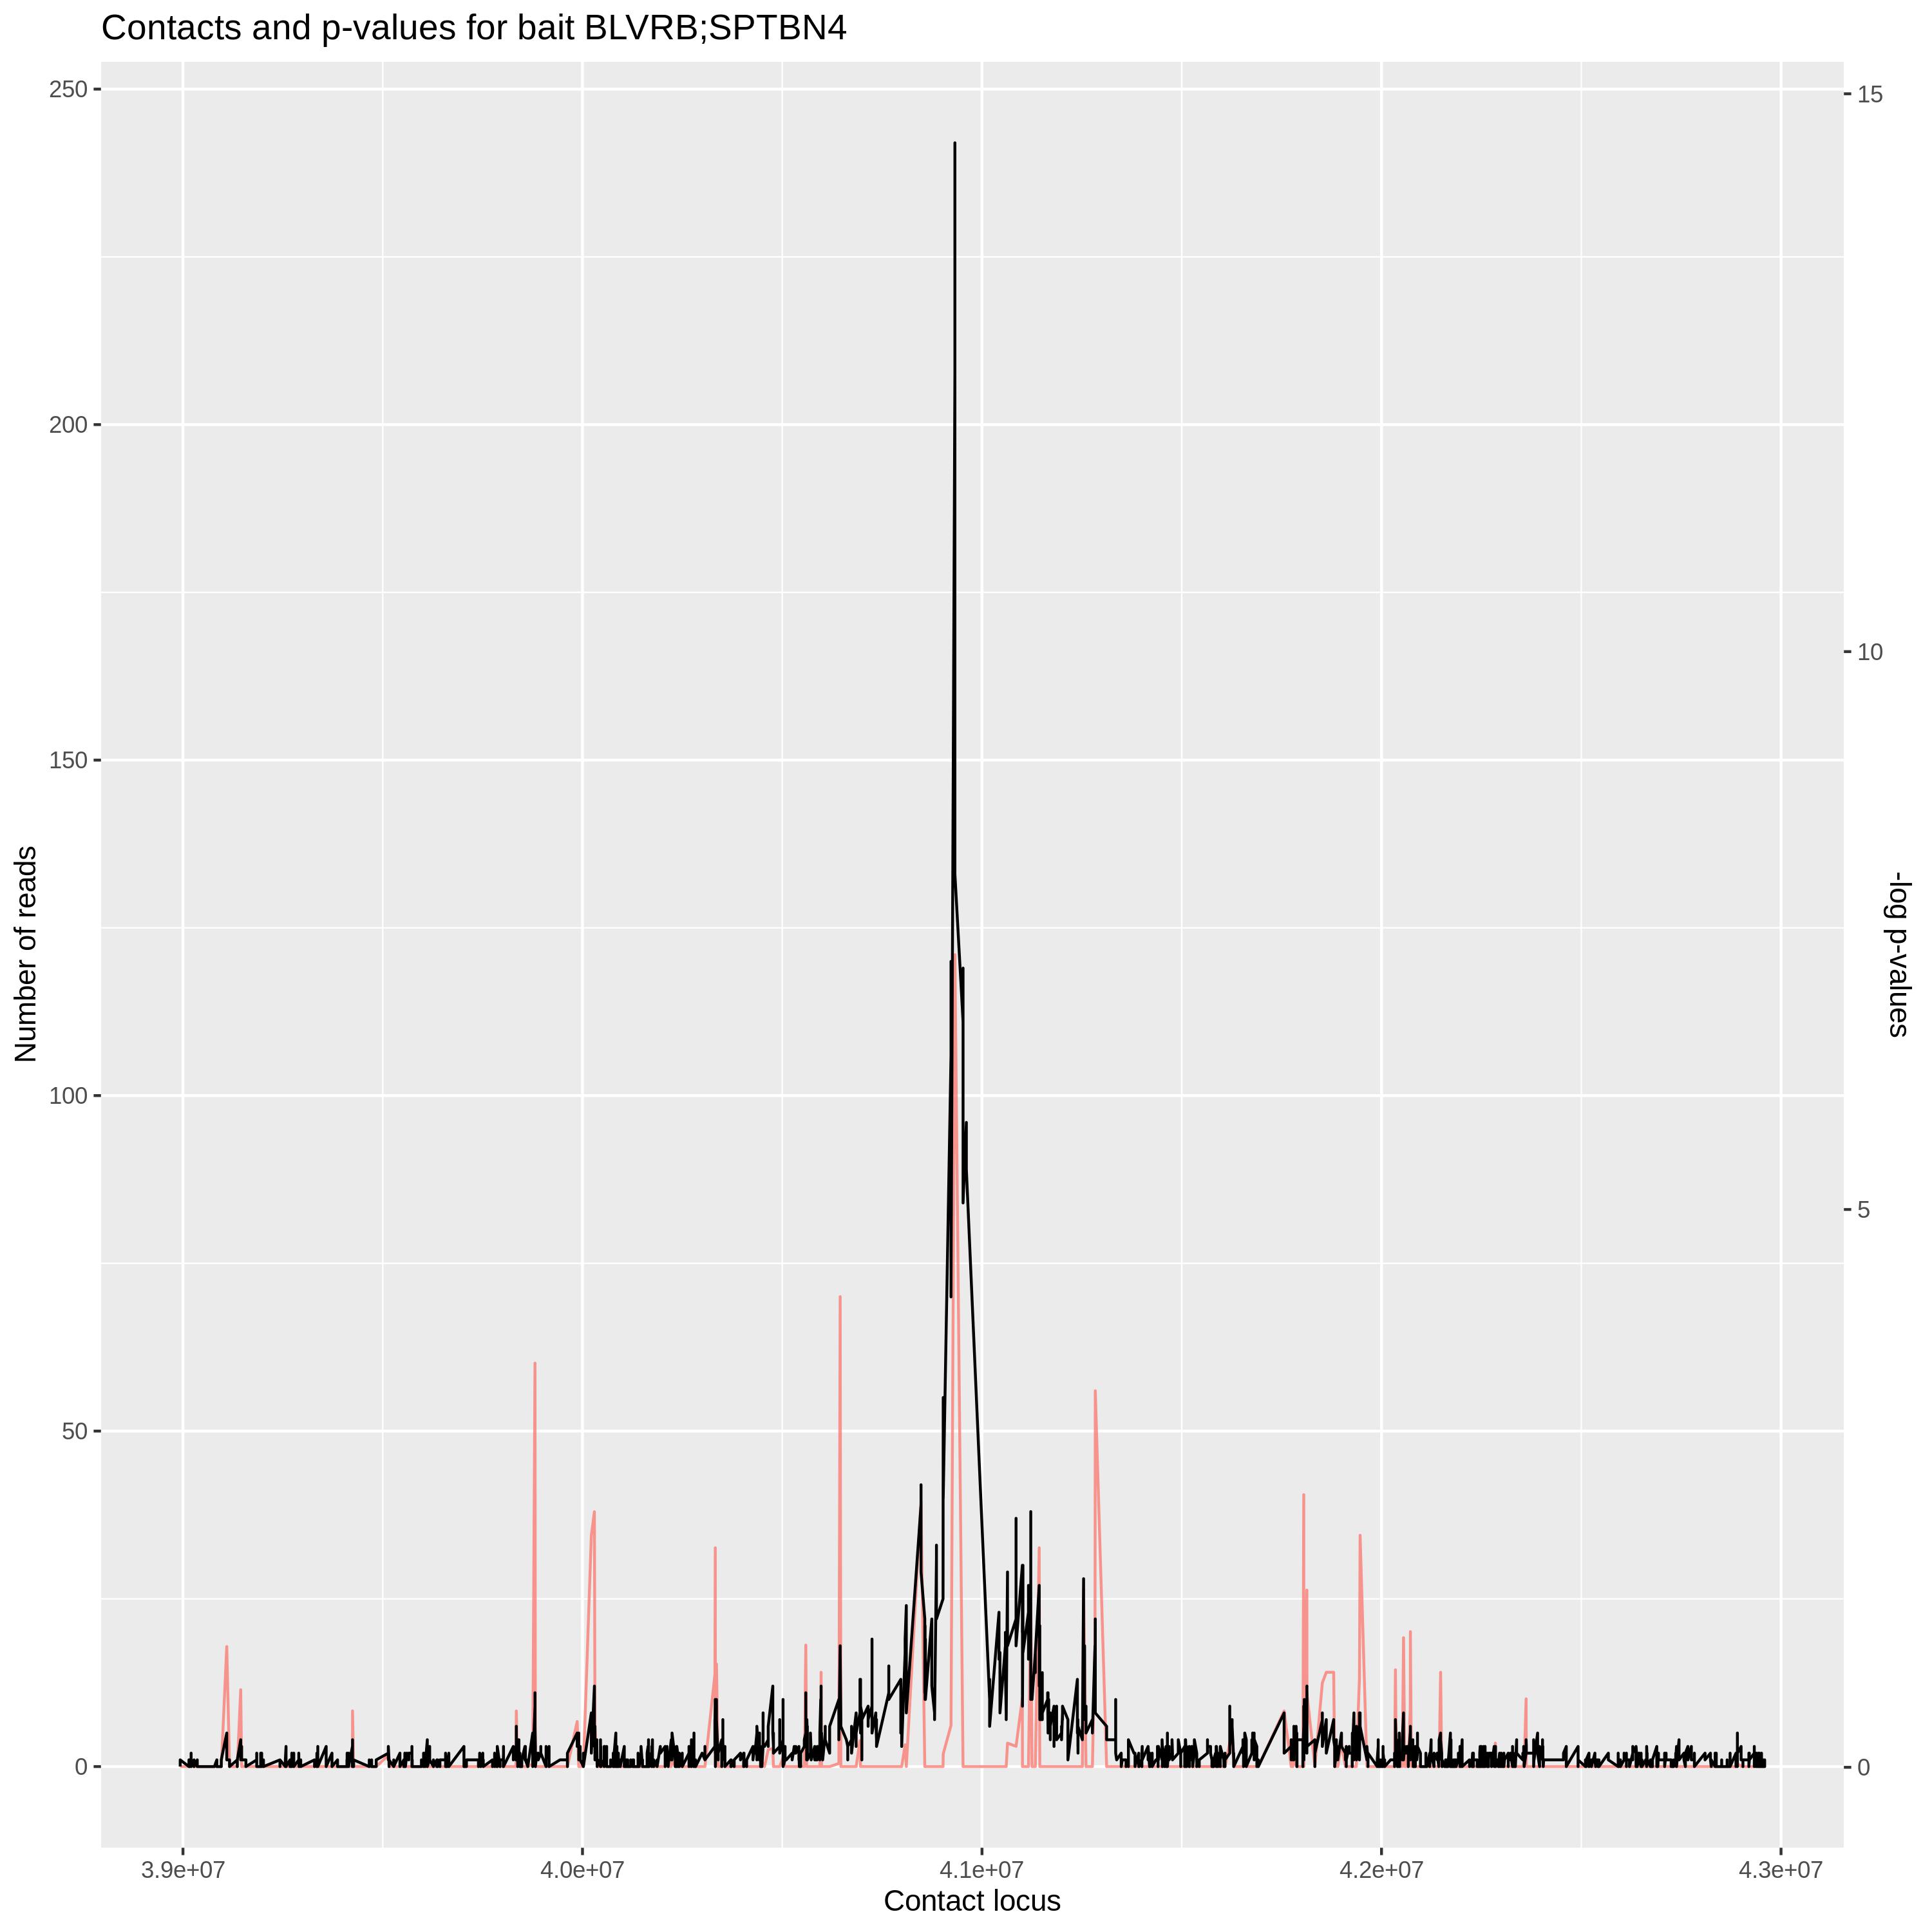 Contacts and p-values for bait BLVRB;SPTBN4
250
200
150
100
50
0
Number of reads
15
10
5
0
-log p-values
3.9e+07 4.0e+07 4.1e+07 4.2e+07 4.3e+07
Contact locus